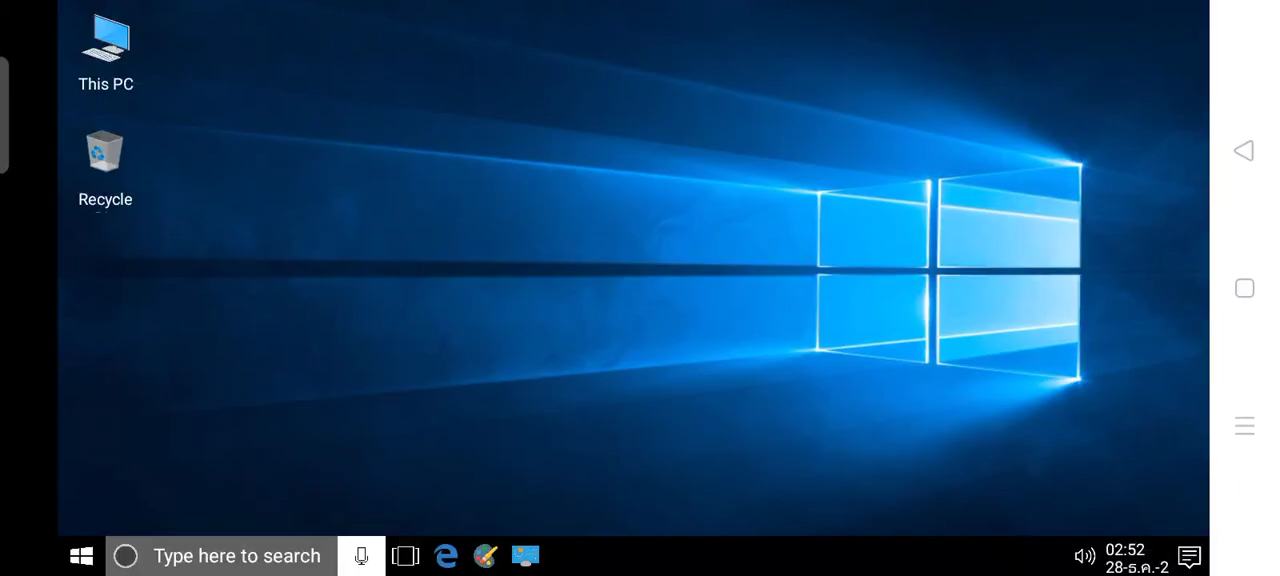 This PC
Recycle
Type here to search
02:52
28-ธ.ค.-2